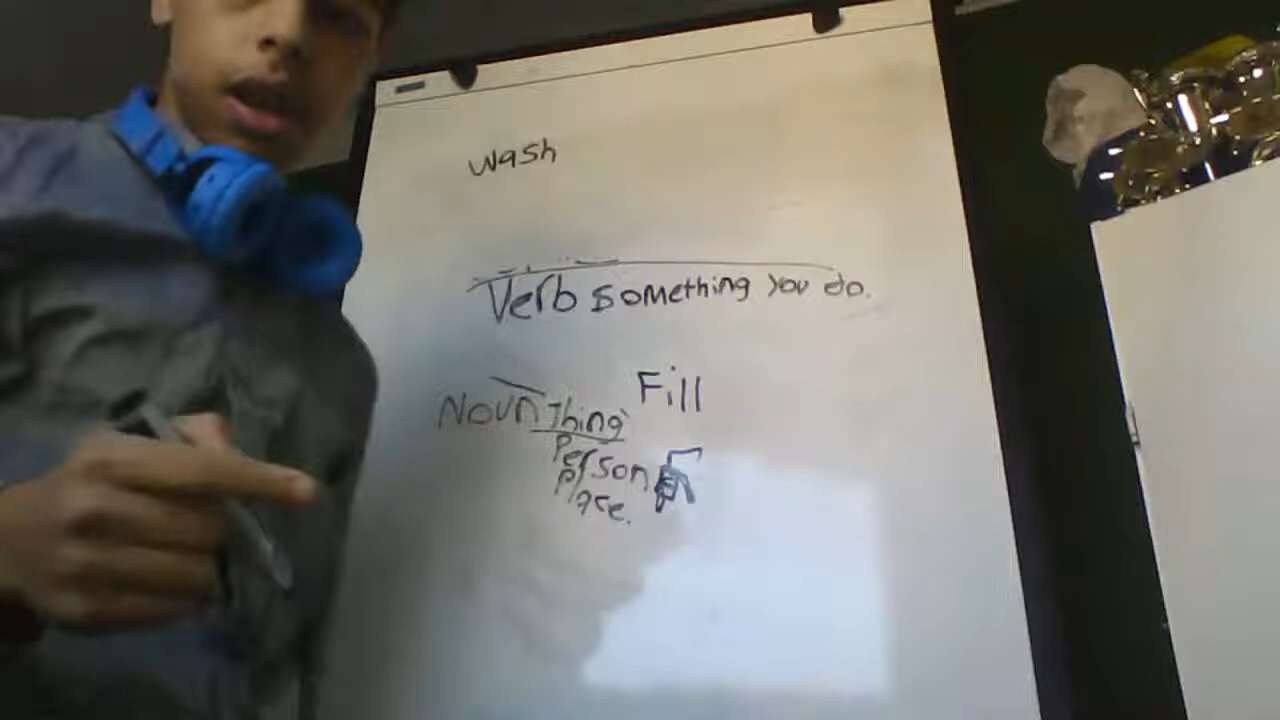 wash
Verb something you do.
Fill
Noun Thing
Person
Place.